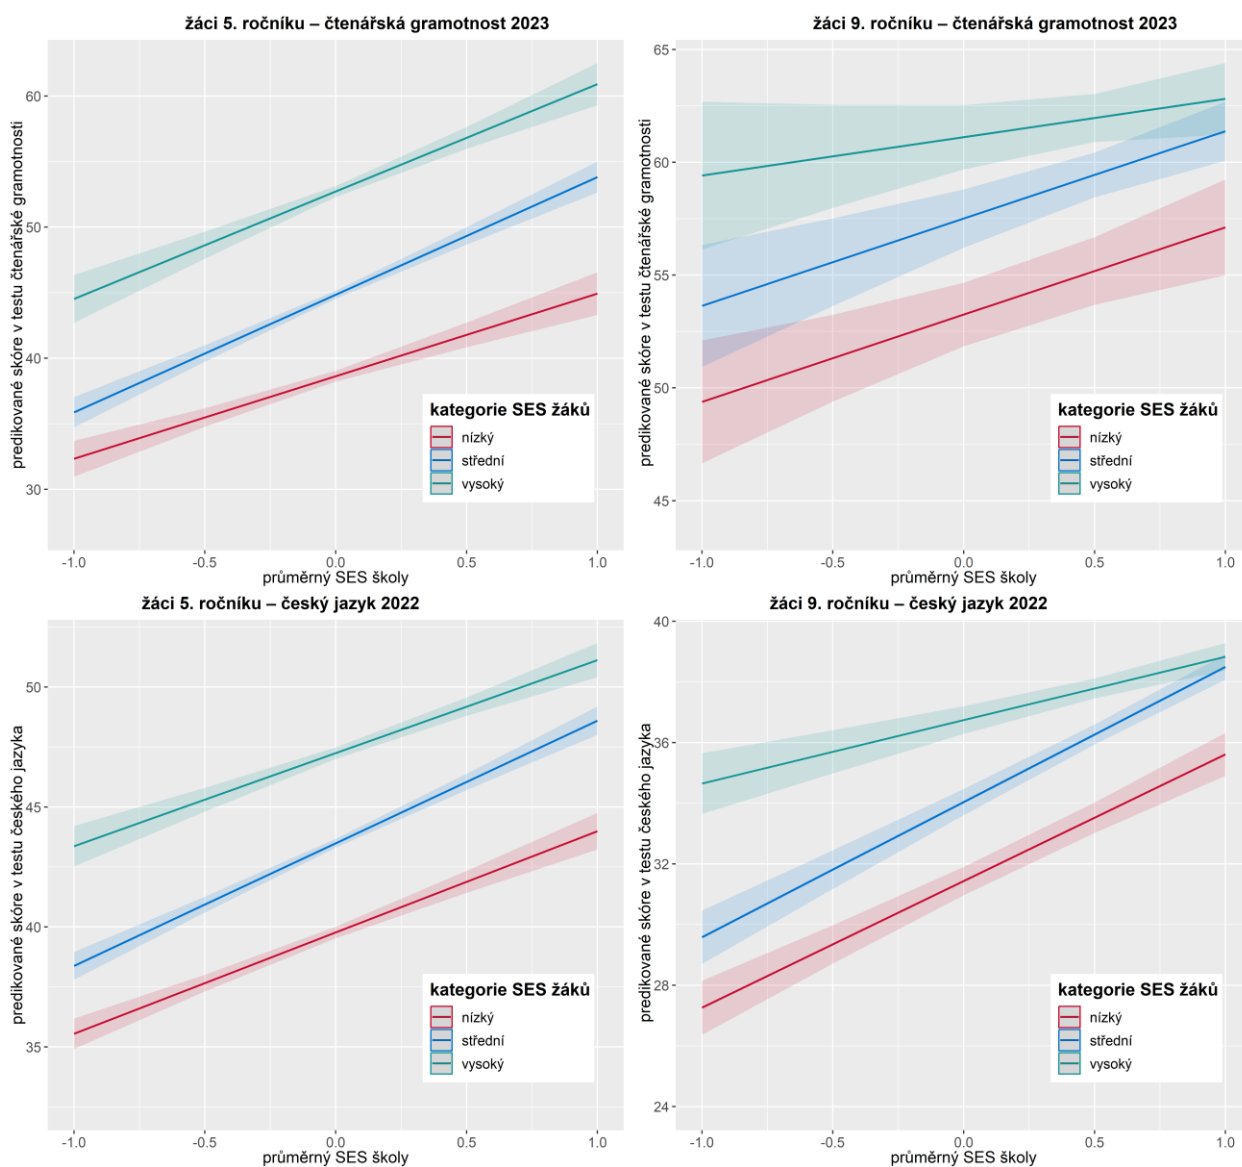 žáci 5. ročníku – čtenářská gramotnost 2023
predikované skóre v testu čtenářské gramotnosti
60
50
40
30
kategorie SES žáků
nízký
střední
vysoký
-1.0 -0.5 0.0 0.5 1.0
průměrný SES školy
žáci 9. ročníku – čtenářská gramotnost 2023
predikované skóre v testu čtenářské gramotnosti
65
60
55
50
45
kategorie SES žáků
nízký
střední
vysoký
-1.0 -0.5 0.0 0.5 1.0
průměrný SES školy
žáci 5. ročníku – český jazyk 2022
predikované skóre v testu českého jazyka
50
45
40
35
kategorie SES žáků
nízký
střední
vysoký
-1.0 -0.5 0.0 0.5 1.0
průměrný SES školy
žáci 9. ročníku – český jazyk 2022
predikované skóre v testu českého jazyka
40
36
32
28
24
kategorie SES žáků
nízký
střední
vysoký
-1.0 -0.5 0.0 0.5 1.0
průměrný SES školy